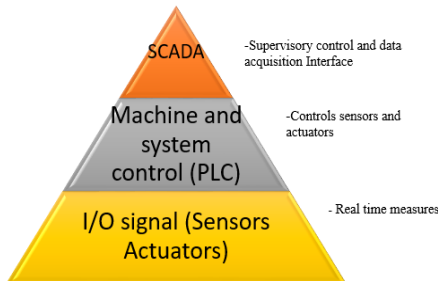 SCADA
-Supervisory control and data
acquisition Interface
Machine and
system
control (PLC)
-Controls sensors and
actuators
I/O signal (Sensors
Actuators)
- Real time measures